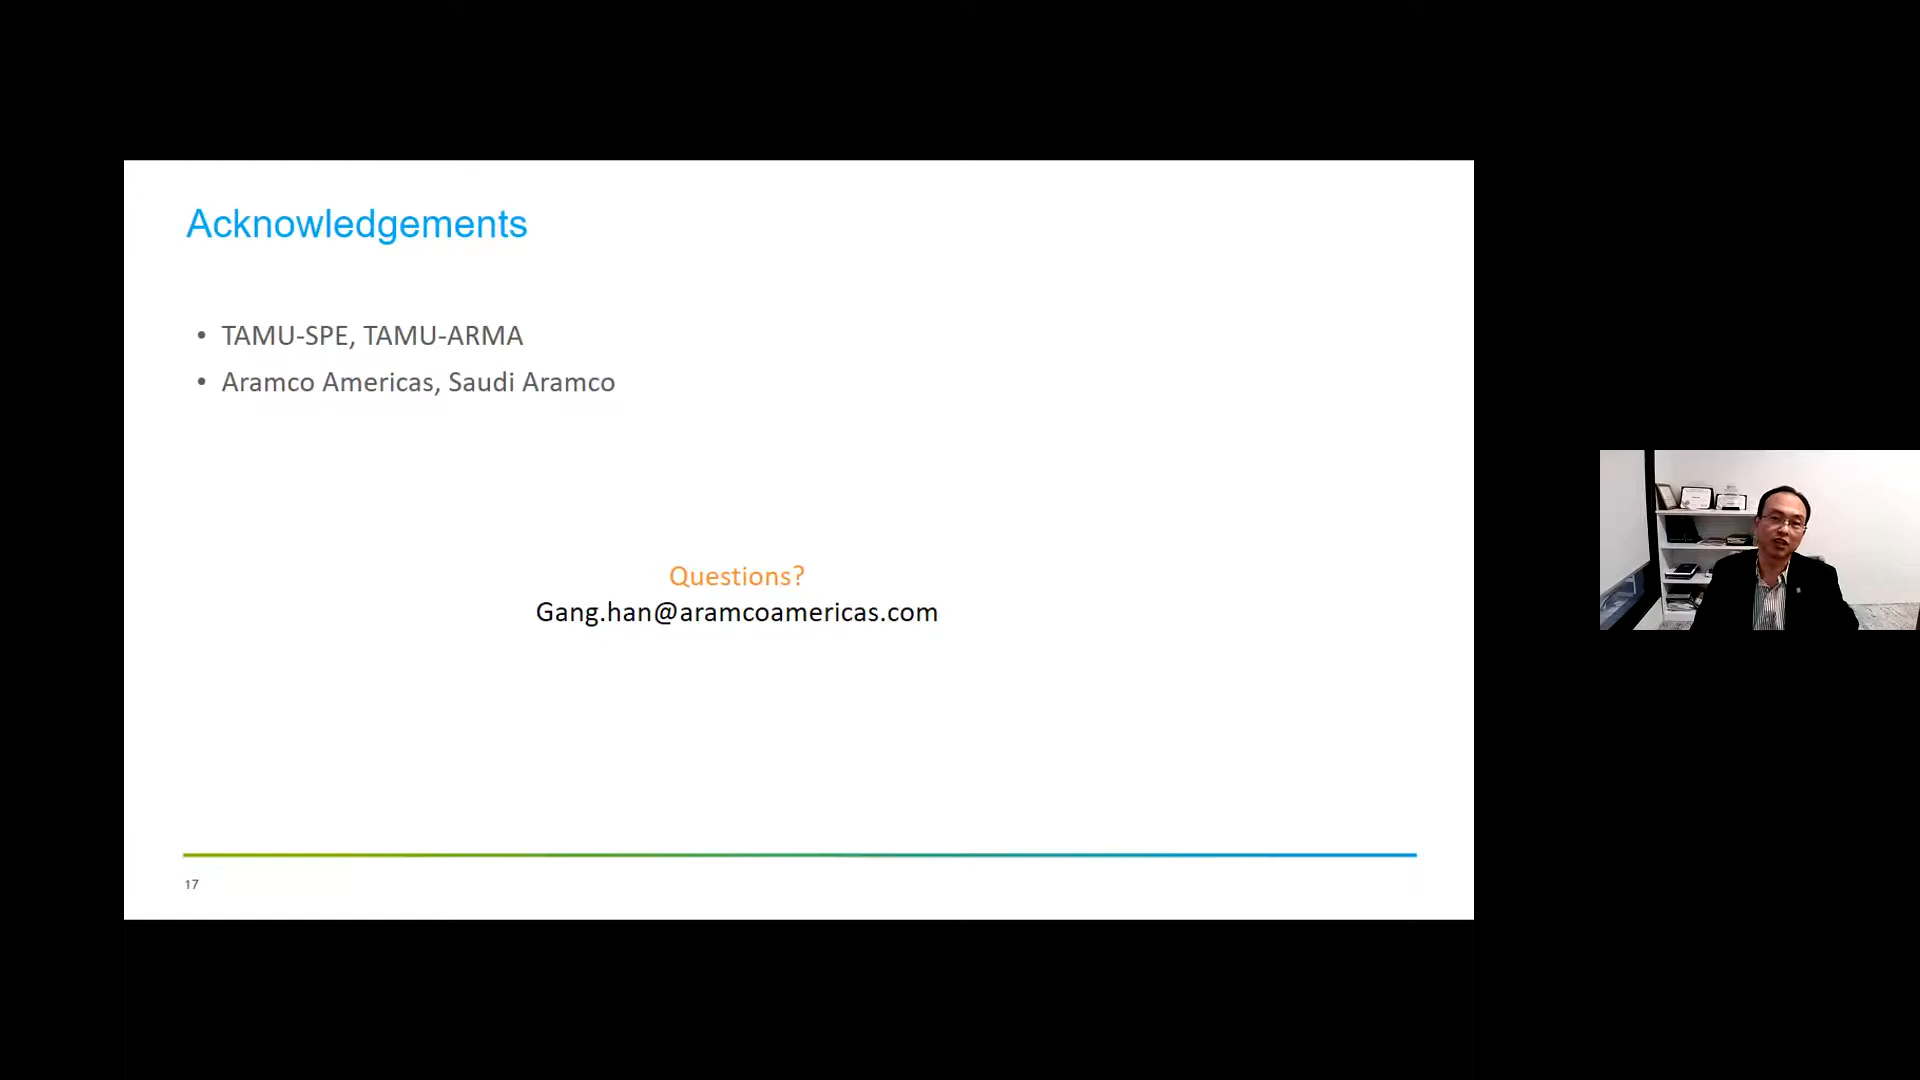 Acknowledgements
• TAMU-SPE, TAMU-ARMA
• Aramco Americas, Saudi Aramco
Questions?
Gang.han@aramcoamericas.com
17